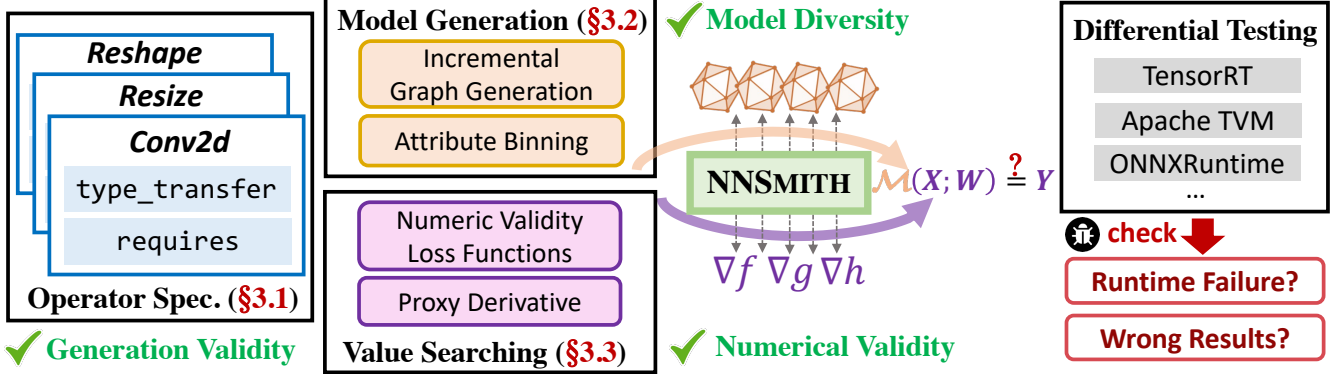 Reshape
Resize
Conv2d
type_transfer
requires
Operator Spec. (§3.1)
Generation Validity
Model Generation (§3.2)
Incremental
Graph Generation
Attribute Binning
Numeric Validity
Loss Functions
Proxy Derivative
Value Searching (§3.3)
Model Diversity
NNSMITH
ℳ(X;W) ≟ Y
∇f ∇g ∇h
Numerical Validity
Differential Testing
TensorRT
Apache TVM
ONNXRuntime
...
check
Runtime Failure?
Wrong Results?